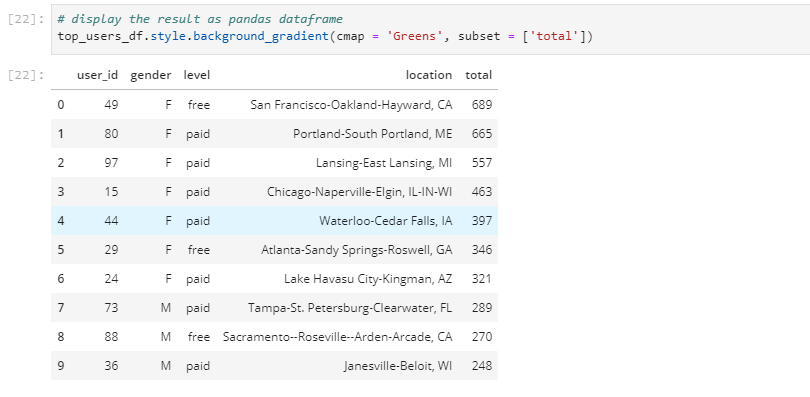 [22]: # display the result as pandas dataframe
top_users_df.style.background_gradient(cmap = 'Greens', subset = ['total'])
[22]: user_id gender level location total
0 49 F free San Francisco-Oakland-Hayward, CA 689
1 80 F paid Portland-South Portland, ME 665
2 97 F paid Lansing-East Lansing, MI 557
3 15 F paid Chicago-Naperville-Elgin, IL-IN-WI 463
4 44 F paid Waterloo-Cedar Falls, IA 397
5 29 F free Atlanta-Sandy Springs-Roswell, GA 346
6 24 F paid Lake Havasu City-Kingman, AZ 321
7 73 M paid Tampa-St. Petersburg-Clearwater, FL 289
8 88 M free Sacramento--Roseville--Arden-Arcade, CA 270
9 36 M paid Janesville-Beloit, WI 248